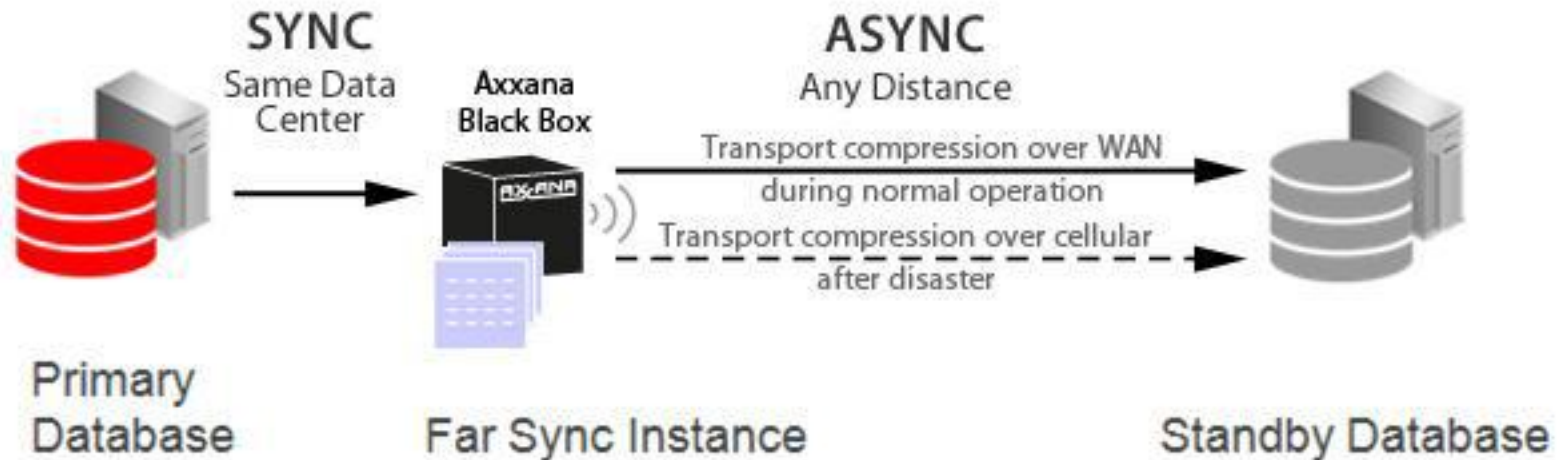 SYNC
Same Data
Center
Axxana
Black Box
AXXANA
ASYNC
Any Distance
Transport compression over WAN
during normal operation
Transport compression over cellular
after disaster
Primary
Database
Far Sync Instance
Standby Database